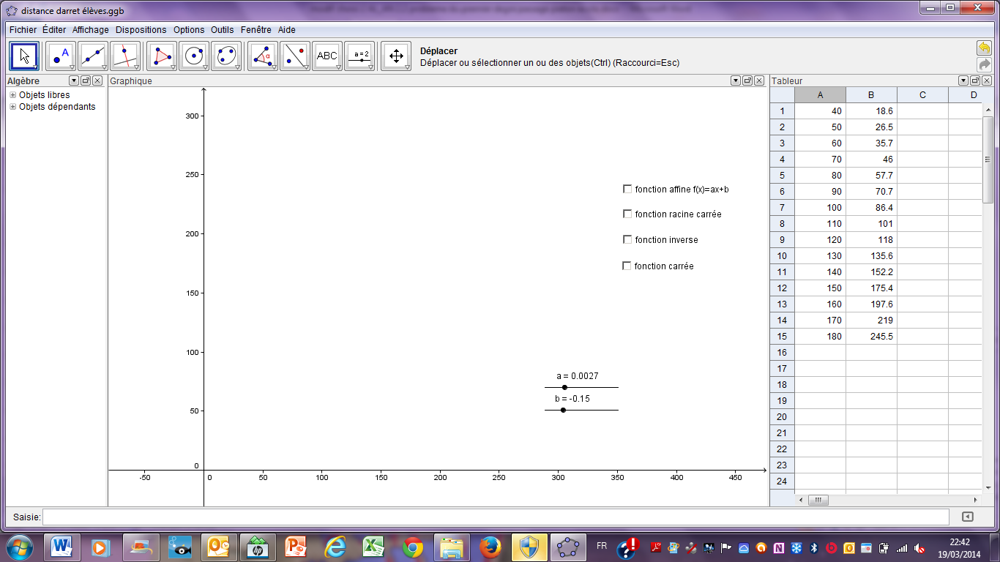 distance darret élèves.ggb
Fichier Éditer Affichage Dispositions Options Outils Fenêtre Aide
A ABC a = 2
Déplacer
Déplacer ou sélectionner un ou des objets(Ctrl) (Raccourci=Esc)
Algèbre
Objets libres
Objets dépendants
Graphique
300
250
200
150
100
50
0
-50 0 50 100 150 200 250 300 350 400 450
fonction affine f(x)=ax+b
fonction racine carrée
fonction inverse
fonction carrée
a = 0.0027
b = -0.15
Tableur
A B C D
1 40 18.6
2 50 26.5
3 60 35.7
4 70 46
5 80 57.7
6 90 70.7
7 100 86.4
8 110 101
9 120 118
10 130 135.6
11 140 152.2
12 150 175.4
13 160 197.6
14 170 219
15 180 245.5
16
17
18
19
20
21
22
23
24
Saisie:
FR
22:42
19/03/2014